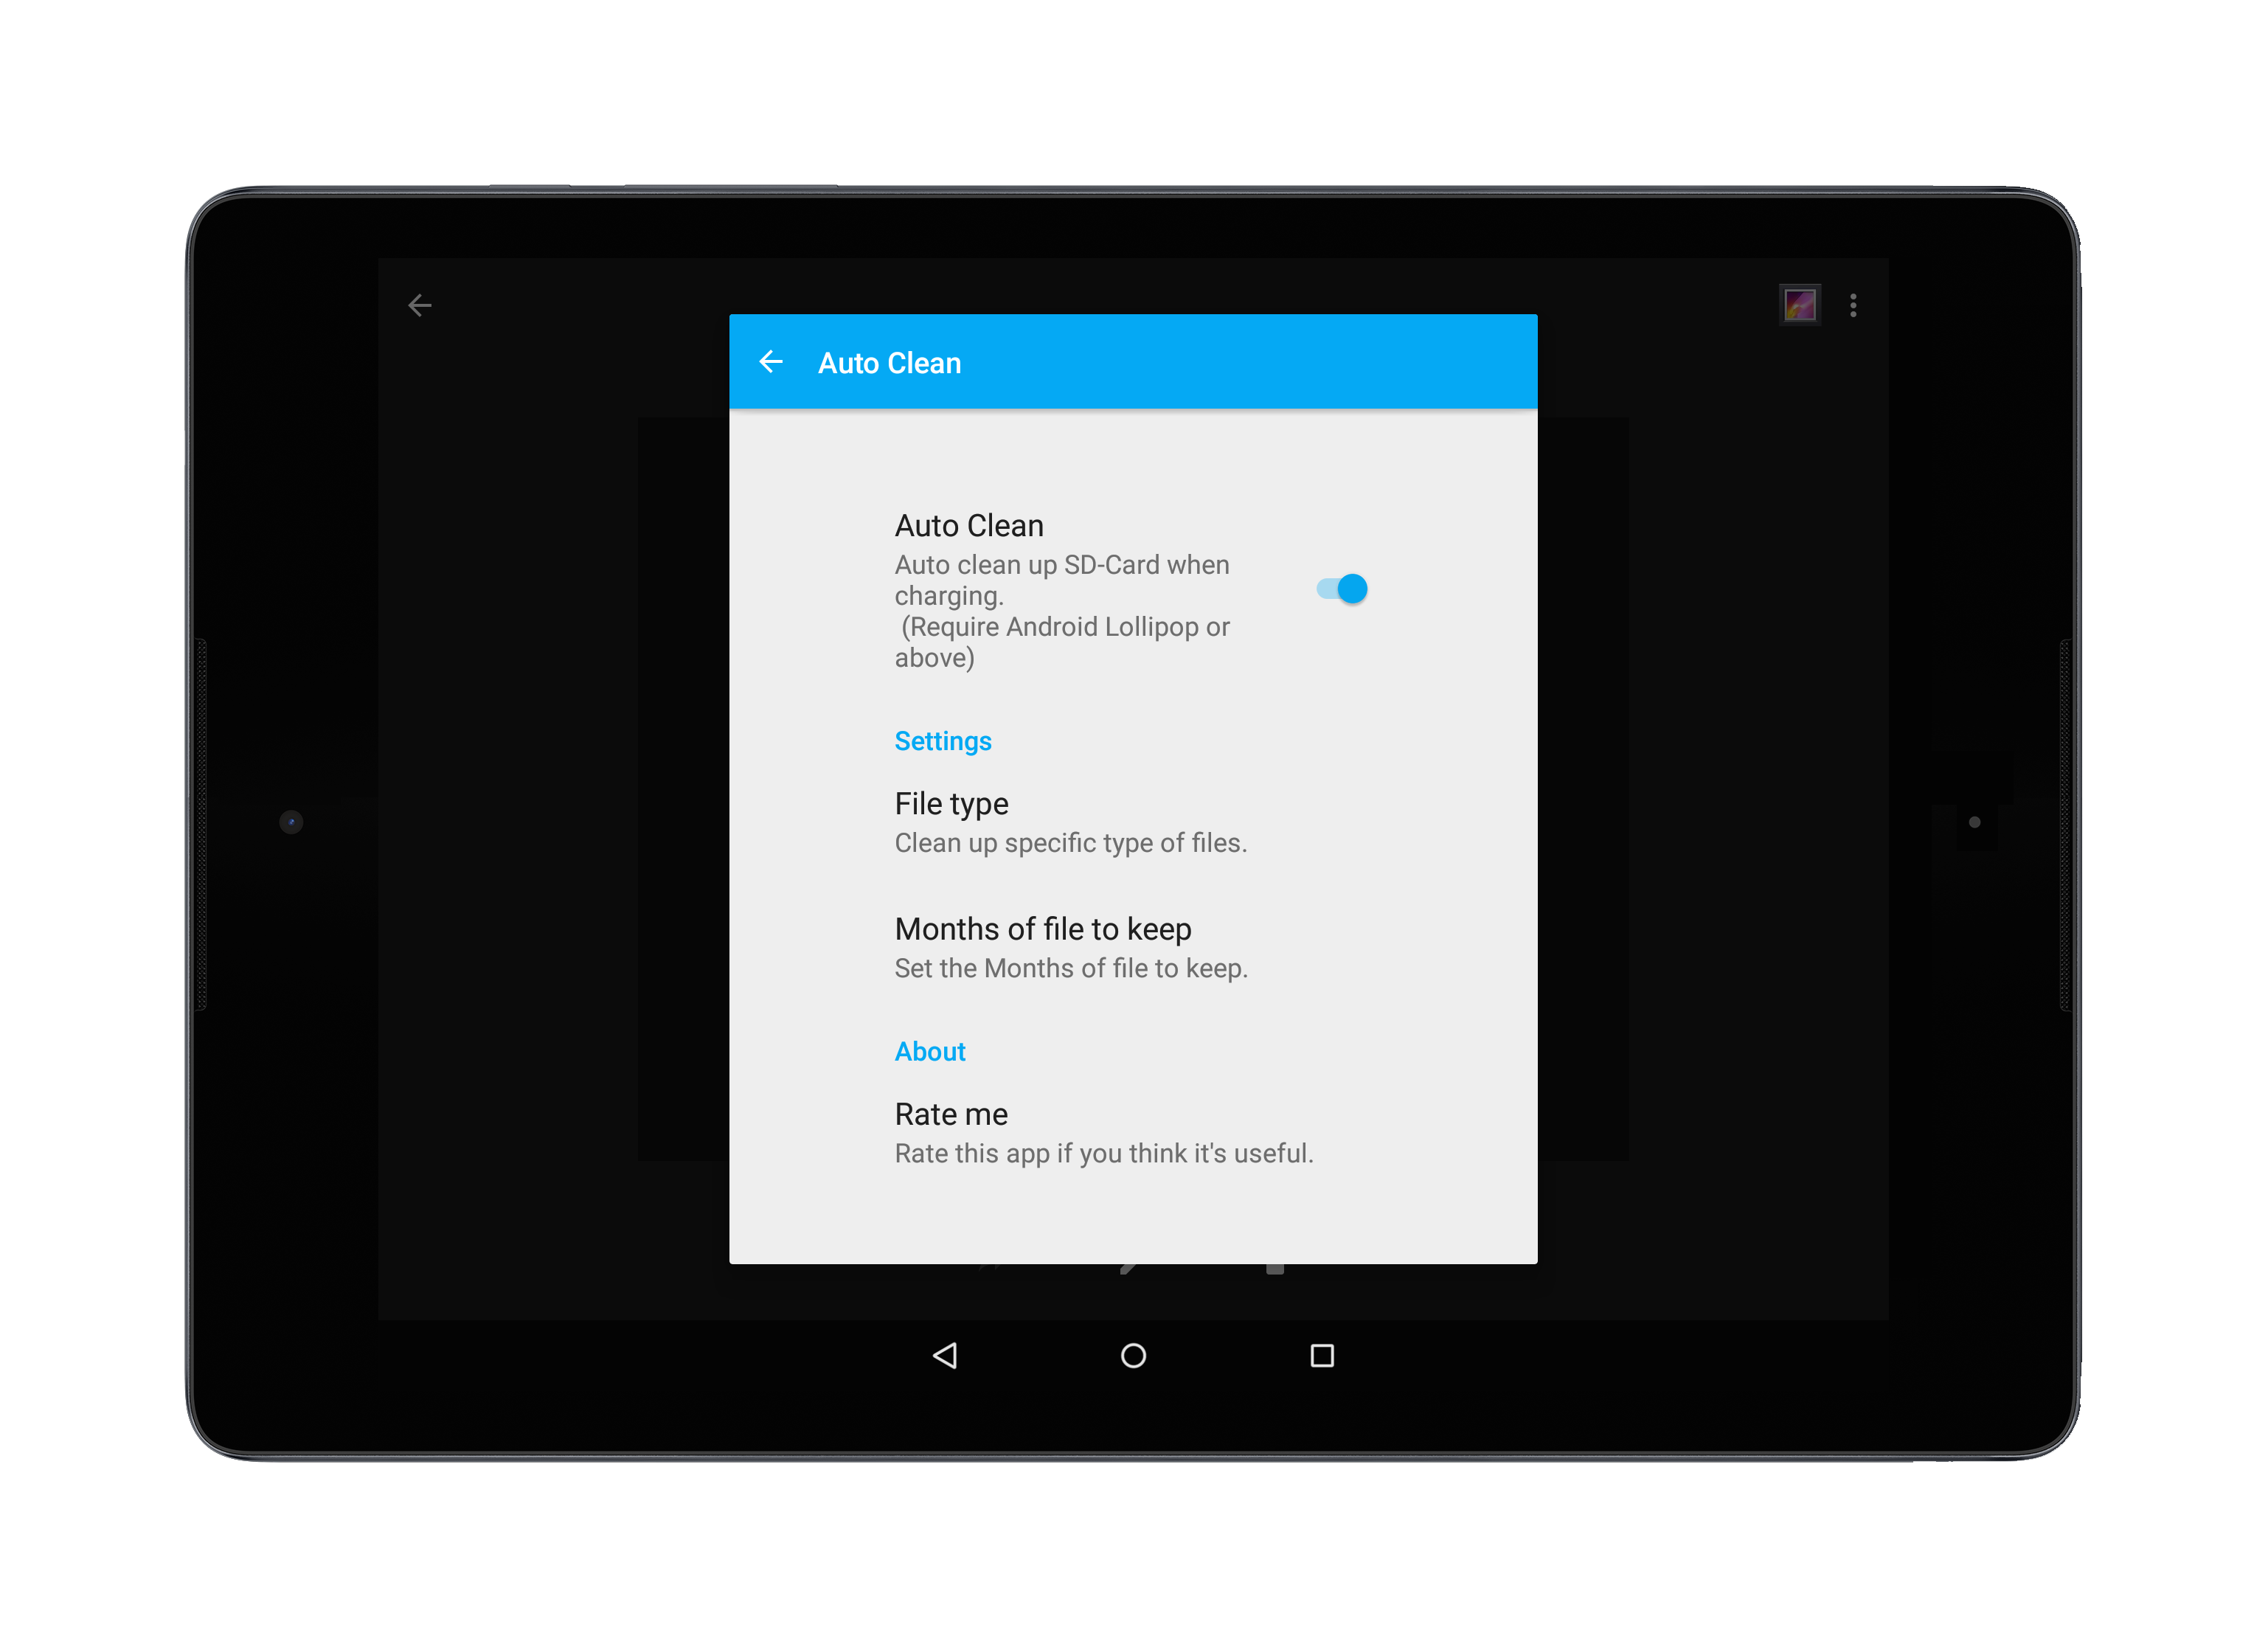 Auto Clean
Auto Clean
Auto clean up SD-Card when
charging.
(Require Android Lollipop or
above)
Settings
File type
Clean up specific type of files.
Months of file to keep
Set the Months of file to keep.
About
Rate me
Rate this app if you think it's useful.